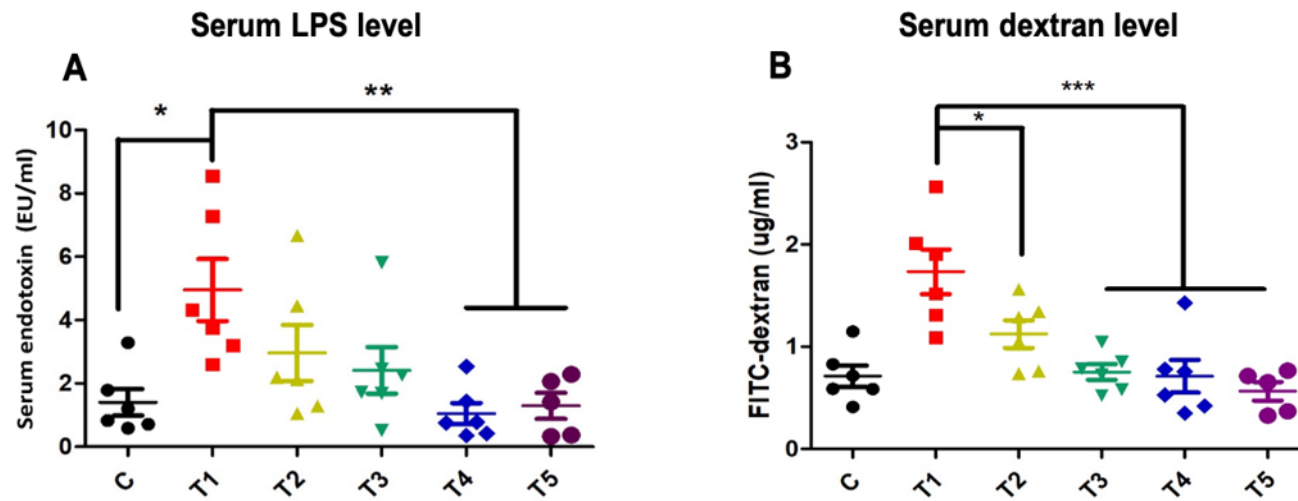 Serum LPS level
A
*
**
Serum endotoxin (EU/ml)
10
8
6
4
2
0
C
T1
T2
T3
T4
T5
Serum dextran level
B
***
*
FITC-dextran (ug/ml)
3
2
1
0
C
T1
T2
T3
T4
T5